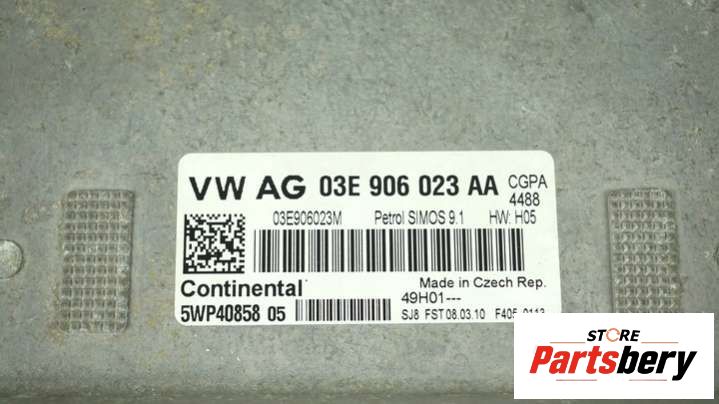 VW AG 03E 906 023 AA CGPA
4488
03E906023M Petrol SIMOS 9.1 HW: H05
Continental
Made in Czech Rep.
49H01---
5WP40858 05
SJ8 FST 08.03.10
STORE
Partsbery